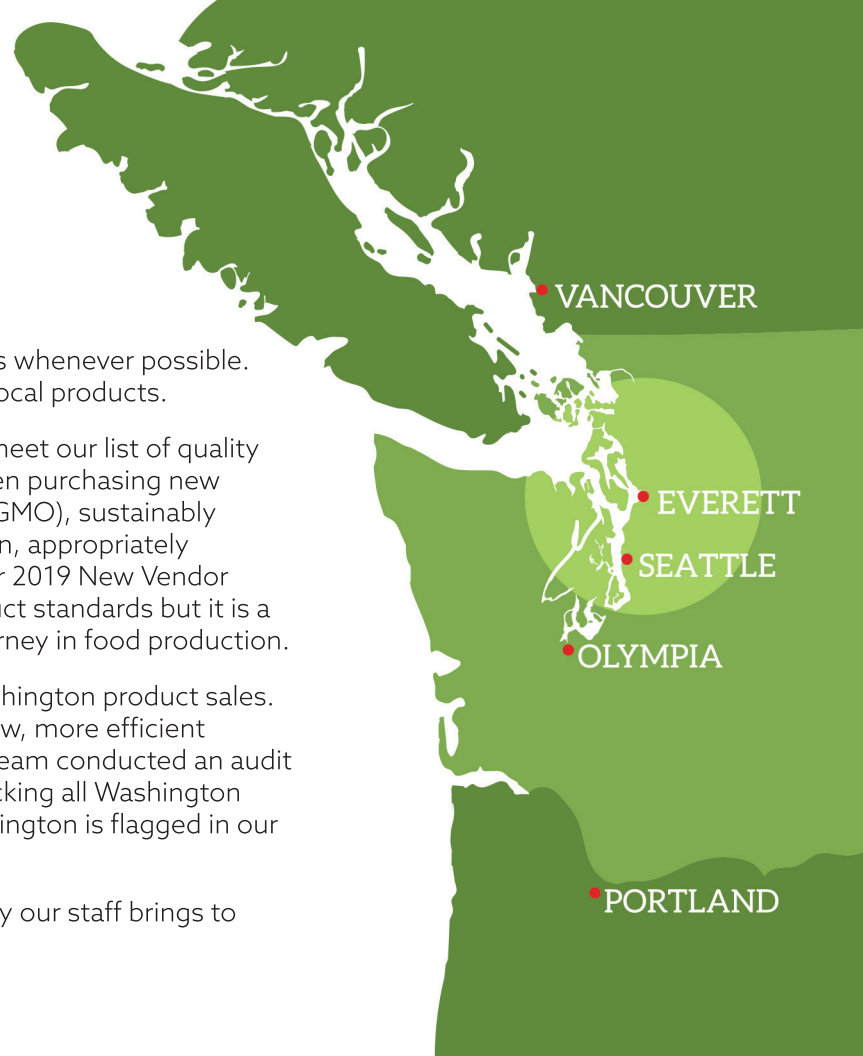 s whenever possible.
ocal products.
neet our list of quality
en purchasing new
GMO), sustainably
n, appropriately
r 2019 New Vendor
uct standards but it is a
rney in food production.
hington product sales.
w, more efficient
eam conducted an audit
cking all Washington
ington is flagged in our
y our staff brings to
VANCOUVER
EVERETT
SEATTLE
OLYMPIA
PORTLAND